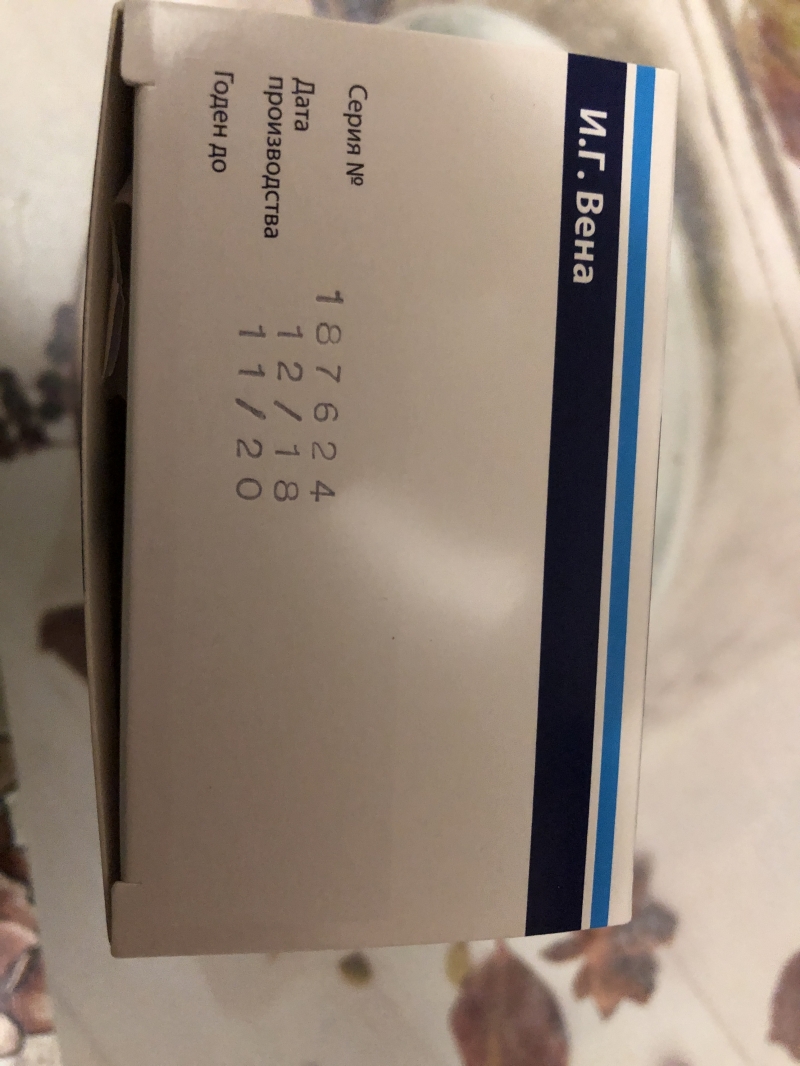 И.Г. Вена
Серия № 187624
Дата
производства 12/18
Годен до 11/20